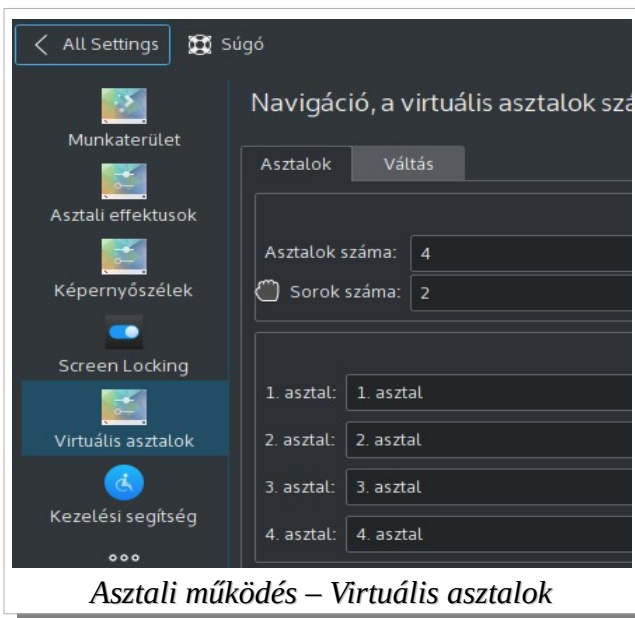 All Settings Súgó
Navigáció, a virtuális asztalok
Munkaterület
Asztali effektusok
Képernyőszélek
Screen Locking
Virtuális asztalok
Kezelési segítség
Asztalok Váltás
Asztalok száma: 4
Sorok száma: 2
1. asztal: 1. asztal
2. asztal: 2. asztal
3. asztal: 3. asztal
4. asztal: 4. asztal
Asztali működés – Virtuális asztalok